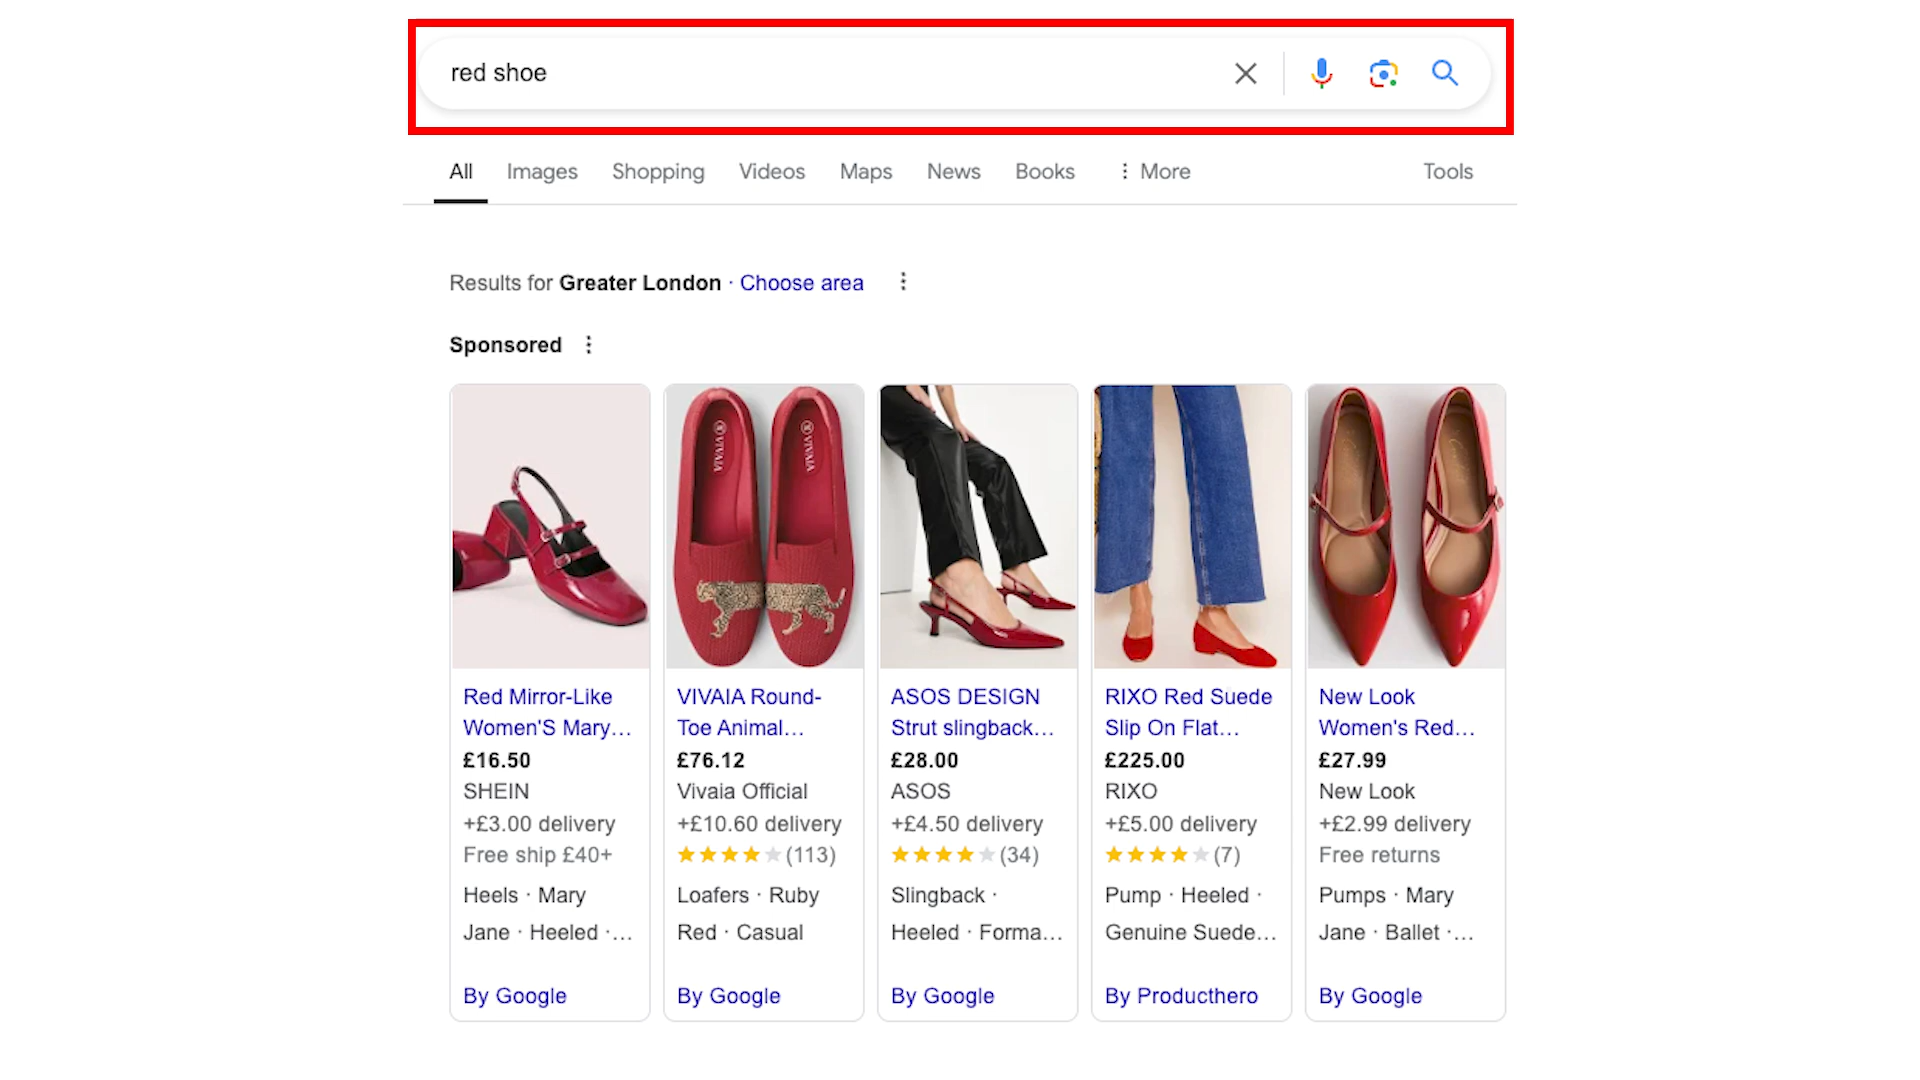 red shoe
All Images Shopping Videos Maps News Books More Tools
Results for Greater London · Choose area
Sponsored
VIVAIA VIVAIA
Red Mirror-Like
Women'S Mary...
£16.50
SHEIN
+£3.00 delivery
Free ship £40+
Heels · Mary
Jane · Heeled ·...
By Google
VIVAIA Round-
Toe Animal...
£76.12
Vivaia Official
+£10.60 delivery
(113)
Loafers · Ruby
Red · Casual
By Google
ASOS DESIGN
Strut slingback...
£28.00
ASOS
+£4.50 delivery
(34)
Slingback ·
Heeled · Forma...
By Google
RIXO Red Suede
Slip On Flat...
£225.00
RIXO
+£5.00 delivery
(7)
Pump · Heeled ·
Genuine Suede...
By Producthero
New Look
Women's Red...
£27.99
New Look
+£2.99 delivery
Free returns
Pumps · Mary
Jane · Ballet ·...
By Google